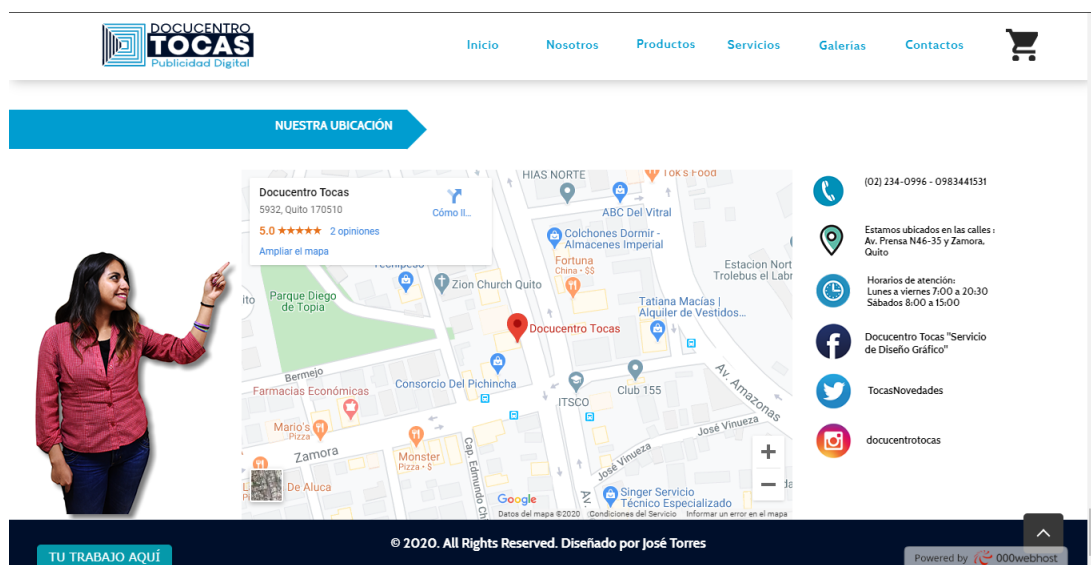 DOCUCENTRO
TOCAS
Publicidad Digital
Inicio Nosotros Productos Servicios Galerias Contactos
NUESTRA UBICACIÓN
Docucentro Tocas
5932, Quito 170510
Cómo ll...
5.0 ★★★★★ 2 opiniones
Ampliar el mapa
HIAS NORTE
Tok's Food
ABC Del Vitral
Colchones Dormir -
Almacenes Imperial
Fortuna
China • $$
Estacion Nort
Trolebus el Labr
Zion Church Quito
Parque Diego
de Topia
Tatiana Macías |
Alquiler de Vestidos...
Docucentro Tocas
Bermejo
Farmacias Económicas
Consorcio Del Pichincha
ITSCO
Club 155
Av. Amazonas
Mario's
Pizza
Zamora
Monster
Pizza • $
Cap. Edmundo Ch
José Vinueza
José Vinueza
Av.
De Aluca
Singer Servicio
Técnico Especializado
Google
Datos del mapa ©2020 Condiciones del Servicio Informar un error en el mapa
(02) 234-0996 - 0983441531
Estamos ubicados en las calles :
Av. Prensa N46-35 y Zamora,
Quito
Horarios de atención:
Lunes a viernes 7:00 a 20:30
Sábados 8:00 a 15:00
Docucentro Tocas "Servicio
de Diseño Gráfico"
TocasNovedades
docucentrotocas
© 2020. All Rights Reserved. Diseñado por José Torres
TU TRABAJO AQUÍ
Powered by 000webhost